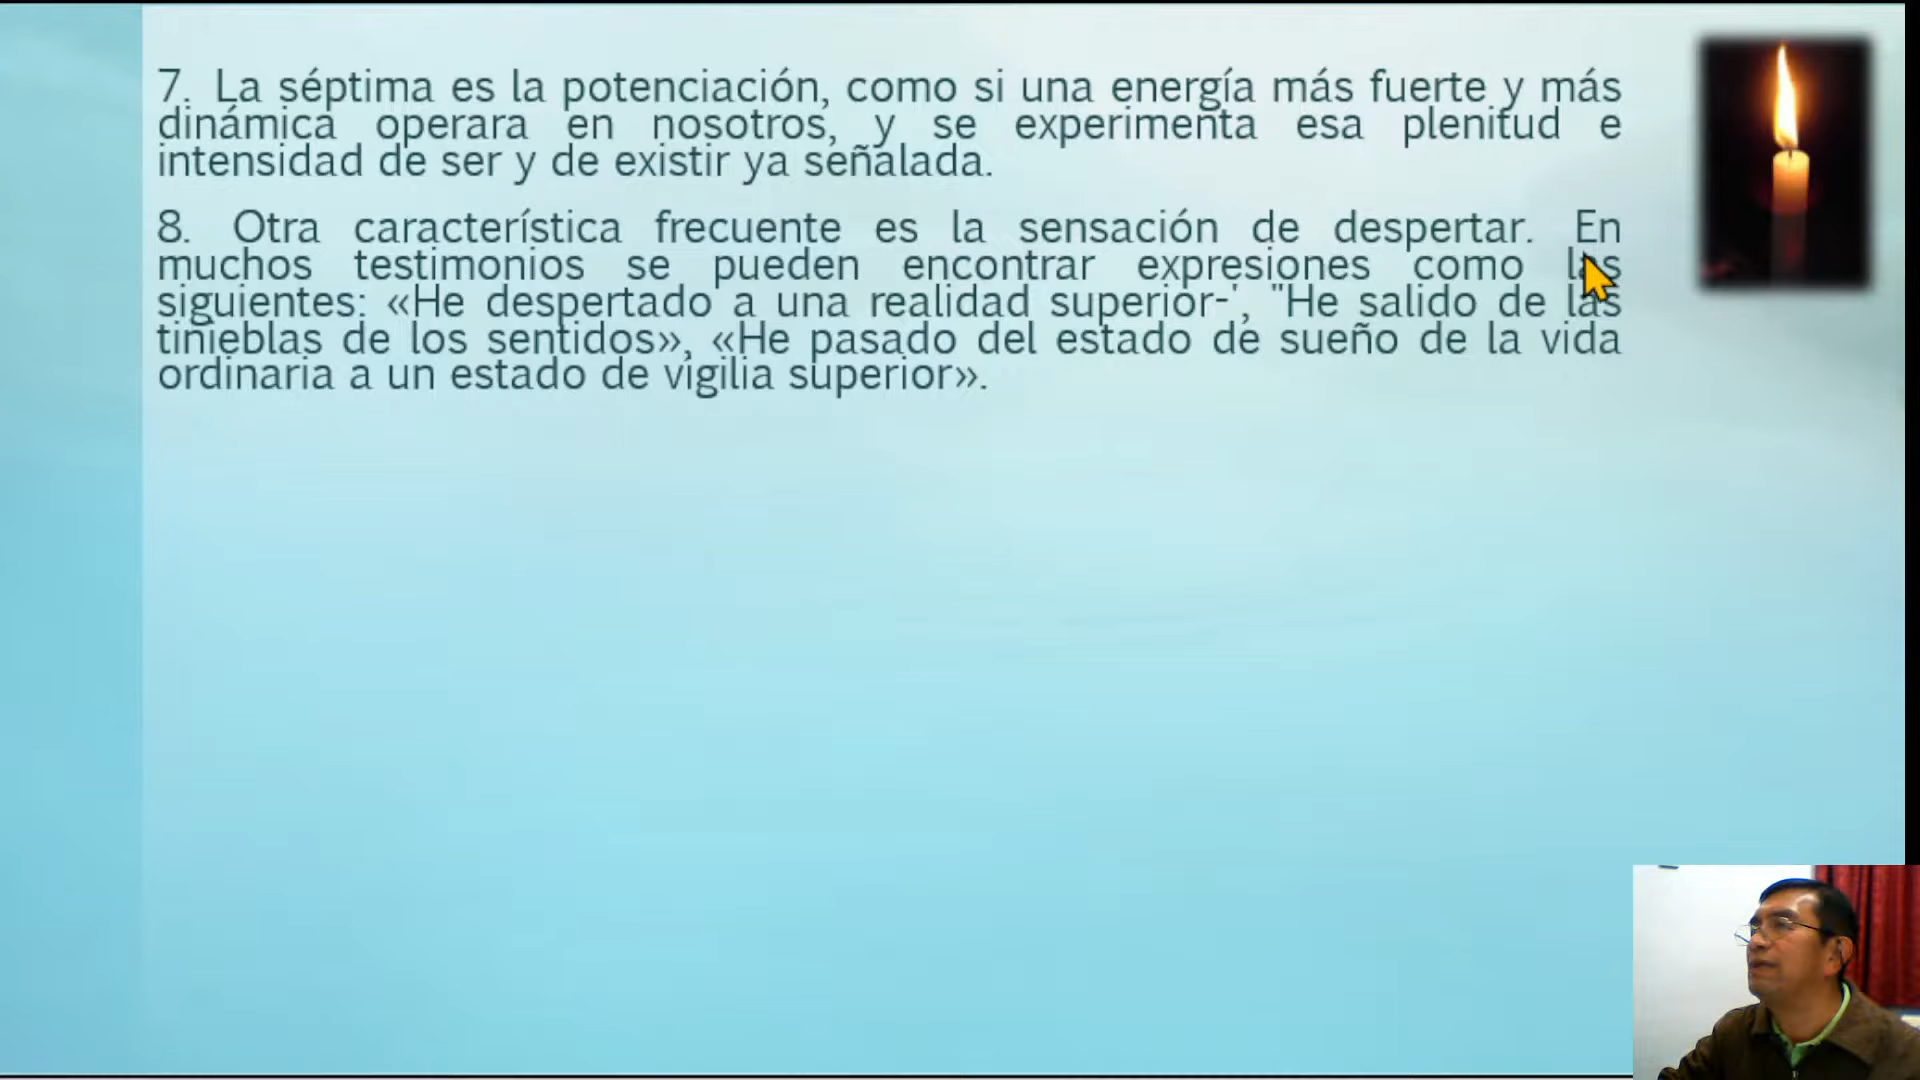 7. La séptima es la potenciación, como si una energía más fuerte y más
dinámica operara en nosotros, y se experimenta esa plenitud e
intensidad de ser y de existir ya señalada.
8. Otra característica frecuente es la sensación de despertar. En
muchos testimonios se pueden encontrar expresiones como las
siguientes: «He despertado a una realidad superior-', "He salido de las
tinieblas de los sentidos», «He pasado del estado de sueño de la vida
ordinaria a un estado de vigilia superior».